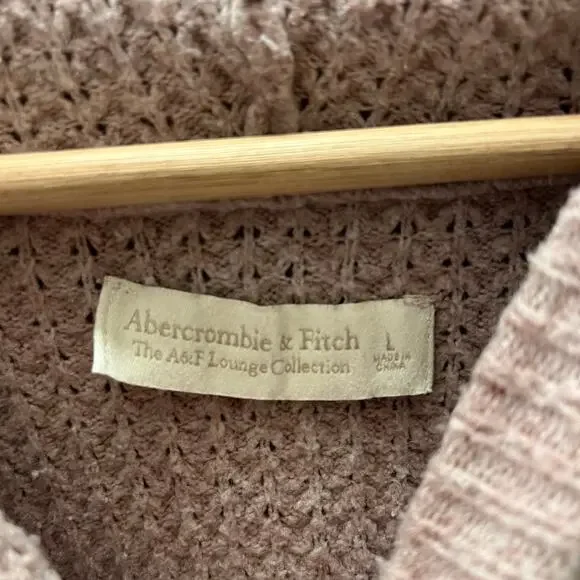 Abercrombie & Fitch
The A&F Lounge Collection
L
MADE IN
CHINA